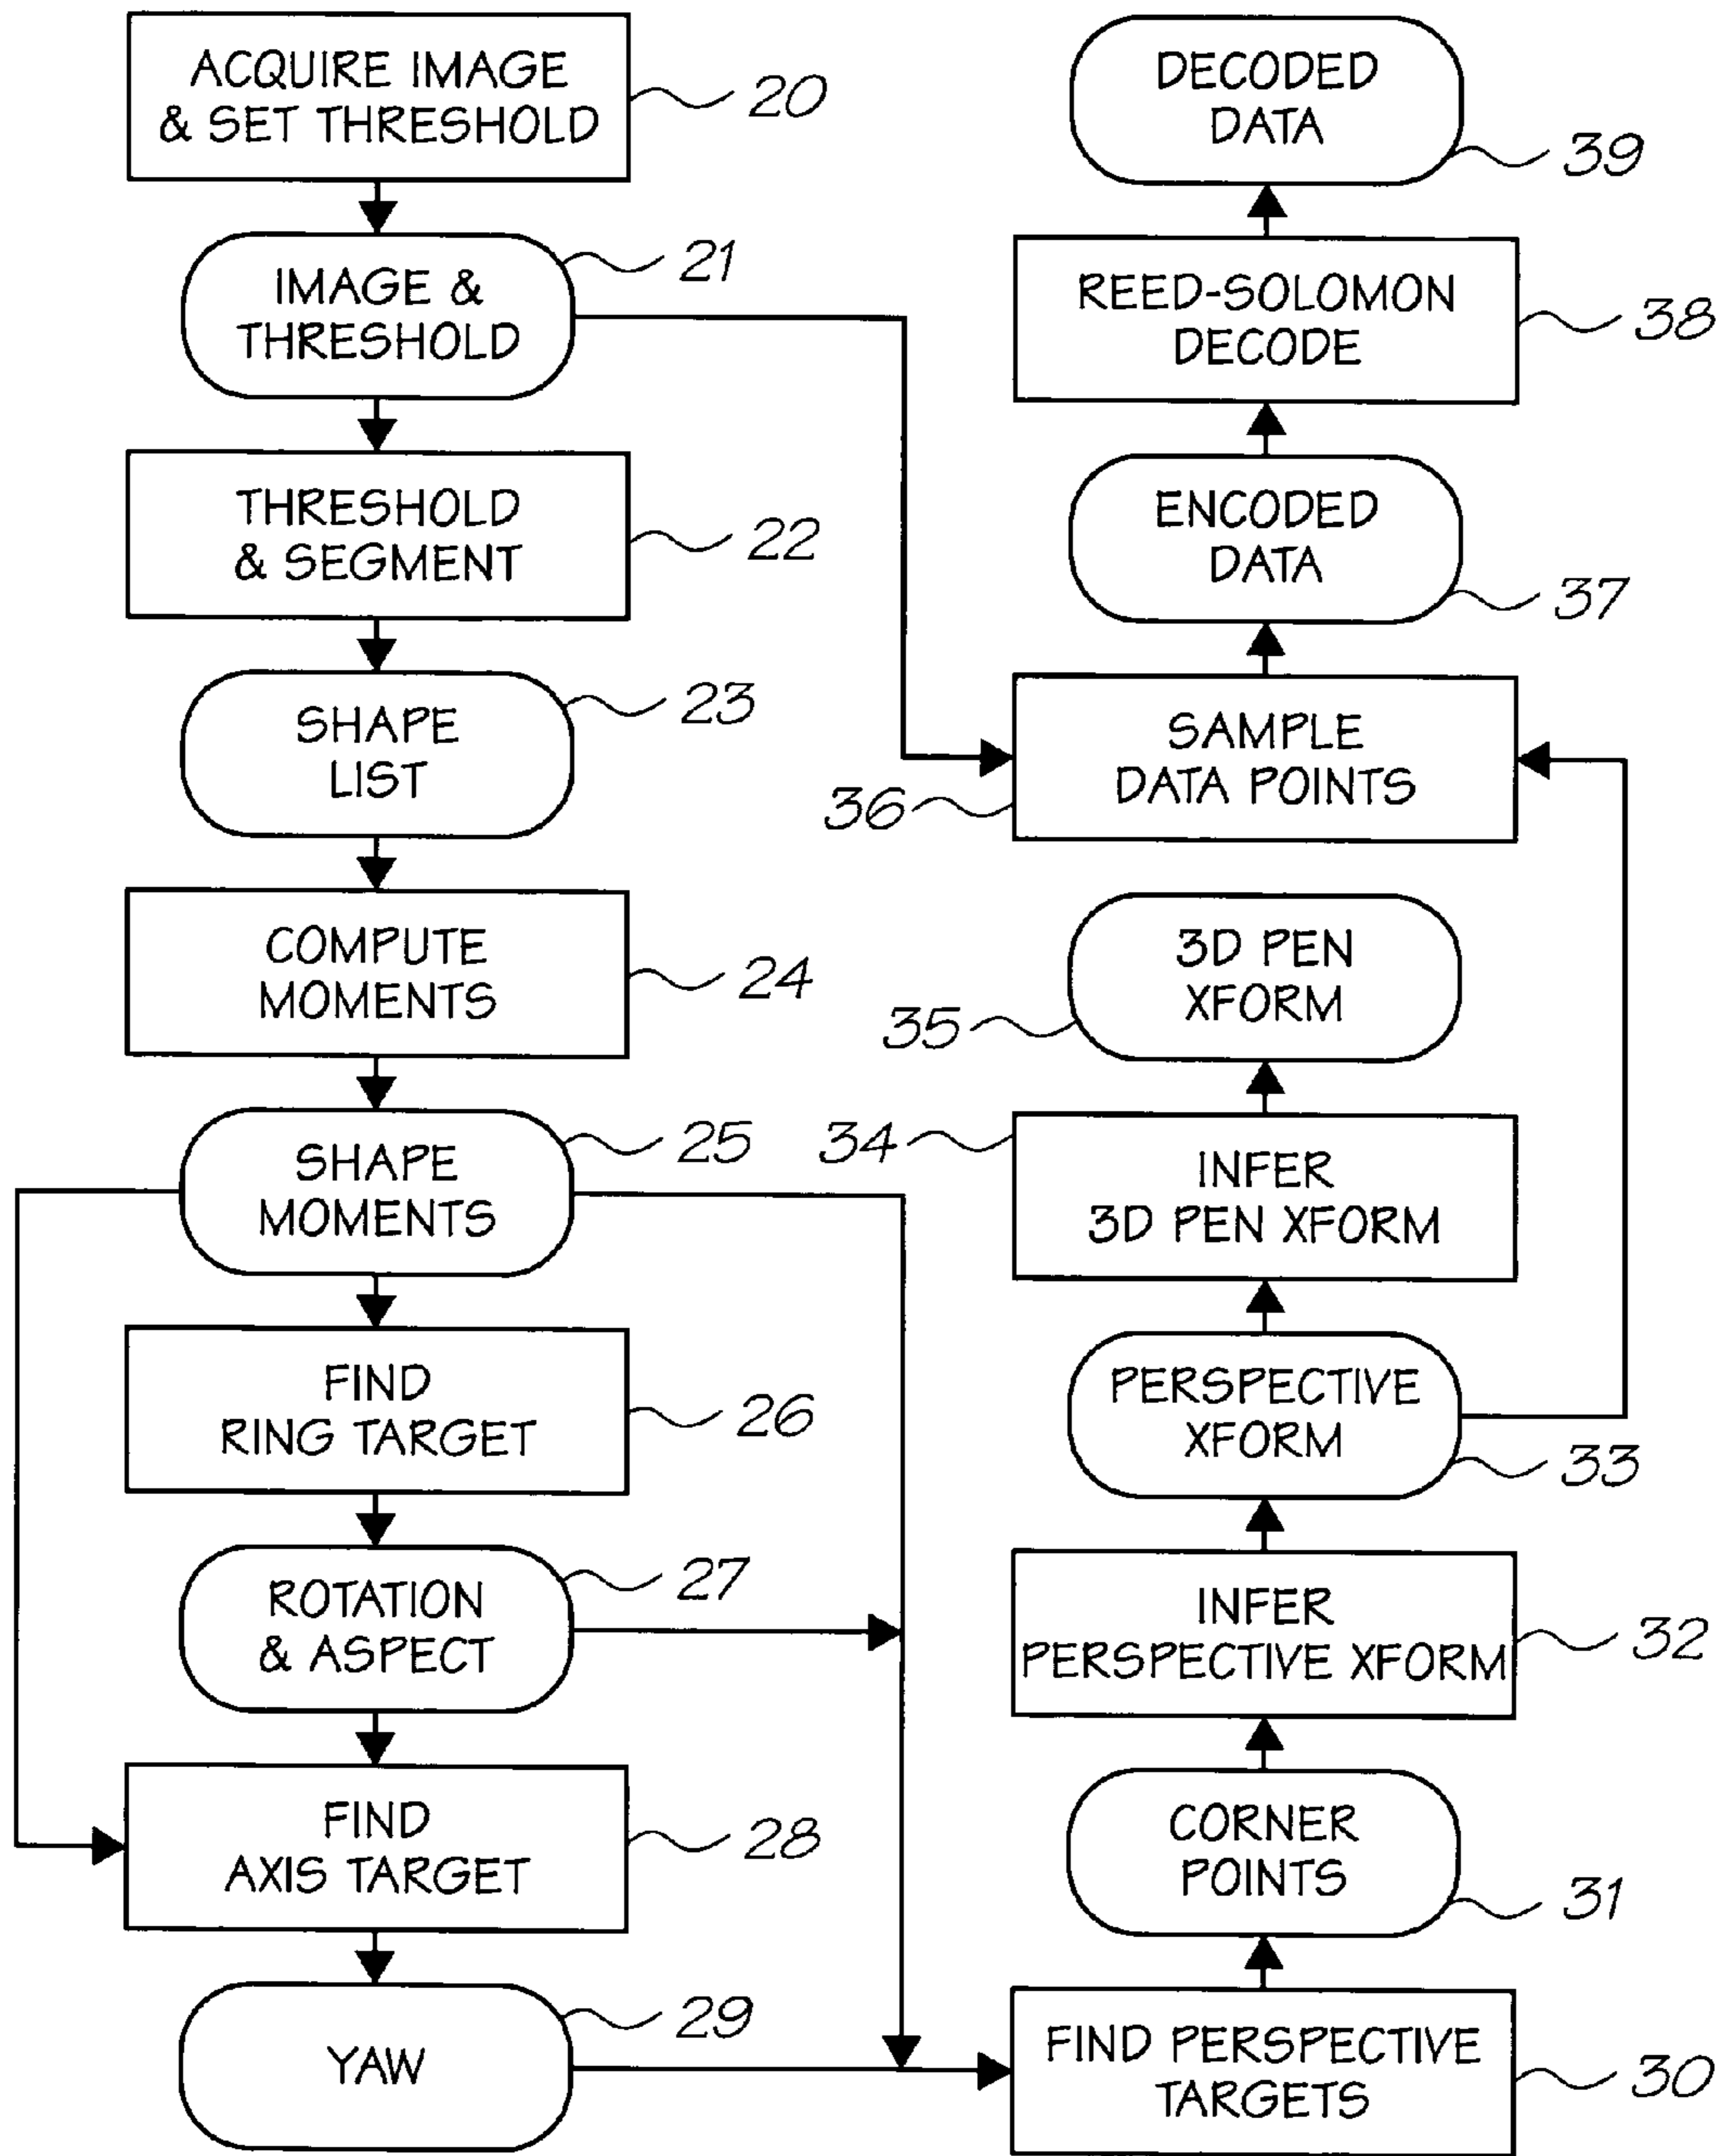 ACQUIRE IMAGE
& SET THRESHOLD
20
IMAGE &
THRESHOLD
21
THRESHOLD
& SEGMENT
22
SHAPE
LIST
23
COMPUTE
MOMENTS
24
SHAPE
MOMENTS
25
FIND
RING TARGET
26
ROTATION
& ASPECT
27
FIND
AXIS TARGET
28
YAW
29
DECODED
DATA
39
REED-SOLOMON
DECODE
38
ENCODED
DATA
37
SAMPLE
DATA POINTS
36
3D PEN
XFORM
35
INFER
3D PEN XFORM
34
PERSPECTIVE
XFORM
33
INFER
PERSPECTIVE XFORM
32
CORNER
POINTS
31
FIND PERSPECTIVE
TARGETS
30